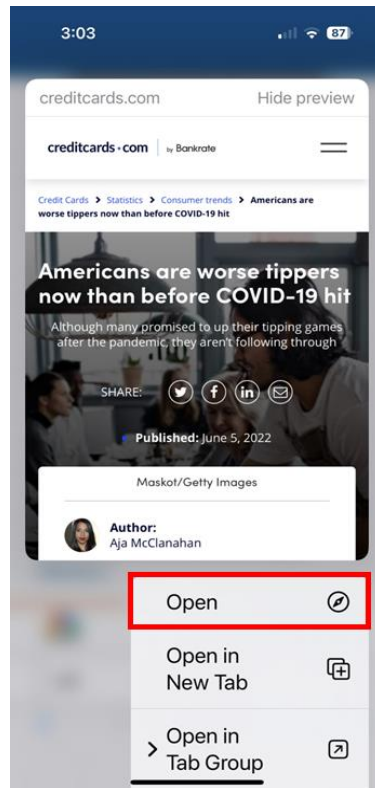 3:03 87
creditcards.com Hide preview
creditcards·com by Bankrate
Credit Cards > Statistics > Consumer trends > Americans are
worse tippers now than before COVID-19 hit
Americans are worse tippers
now than before COVID-19 hit
Although many promised to up their tipping games
after the pandemic, they aren't following through
SHARE:
Published: June 5, 2022
Maskot/Getty Images
Author:
Aja McClanahan
Open
Open in
New Tab
> Open in
Tab Group